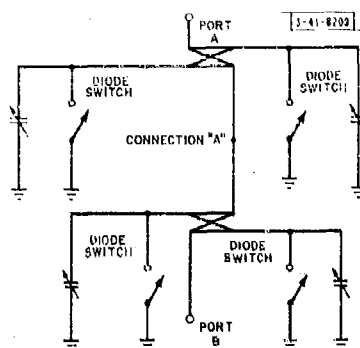 PORT
A
3-41-8203
DIODE
SWITCH
DIODE
SWITCH
CONNECTION "A"
DIODE
SWITCH
DIODE
SWITCH
PORT
B